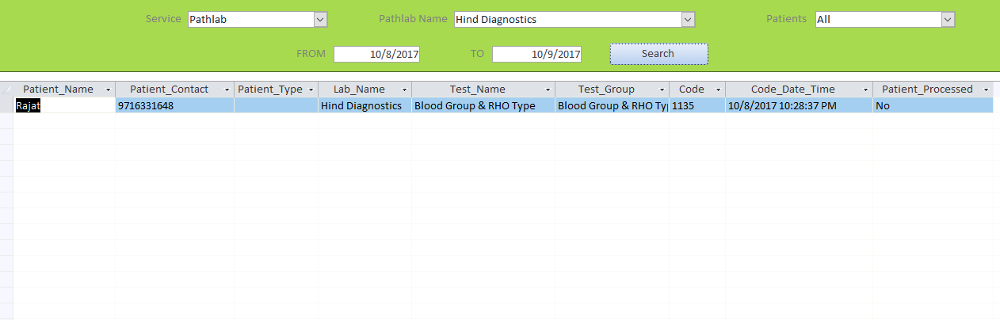 Service Pathlab Pathlab Name Hind Diagnostics Patients All
FROM 10/8/2017 TO 10/9/2017 Search
Patient_Name Patient_Contact Patient_Type Lab_Name Test_Name Test_Group Code Code_Date_Time Patient_Processed
Rajat 9716331648 Hind Diagnostics Blood Group & RHO Type Blood Group & RHO Typ 1135 10/8/2017 10:28:37 PM No